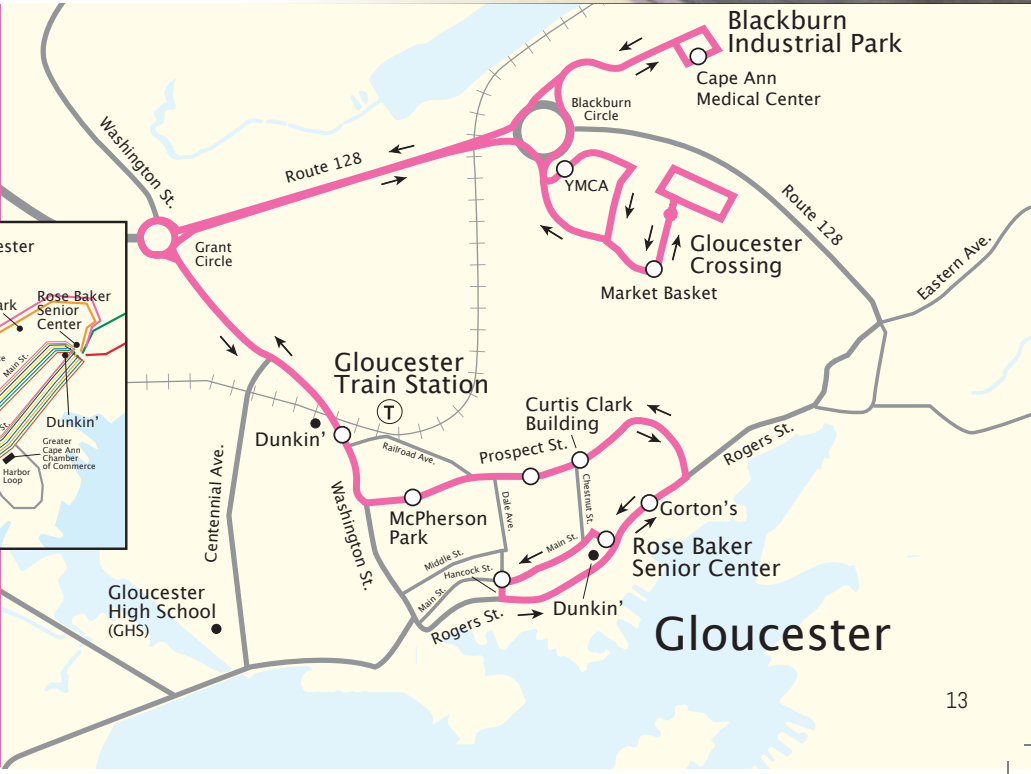 Blackburn
Industrial Park
Cape Ann
Medical Center
Blackburn
Circle
Washington St.
Route 128
YMCA
Route 128
Gloucester
Crossing
Market Basket
Eastern Ave.
Grant
Circle
Rose Baker
Senior
Center
Main St.
Dunkin'
Greater
Cape Ann
Chamber
of Commerce
Harbor
Loop
Gloucester
Train Station
T
Dunkin'
Railroad Ave.
Curtis Clark
Building
Prospect St.
Rogers St.
Centennial Ave.
Washington St.
McPherson
Park
Dale Ave.
Chestnut St.
Gorton's
Middle St.
Main St.
Hancock St.
Main St.
Rose Baker
Senior Center
Dunkin'
Rogers St.
Gloucester
High School
(GHS)
Gloucester
13